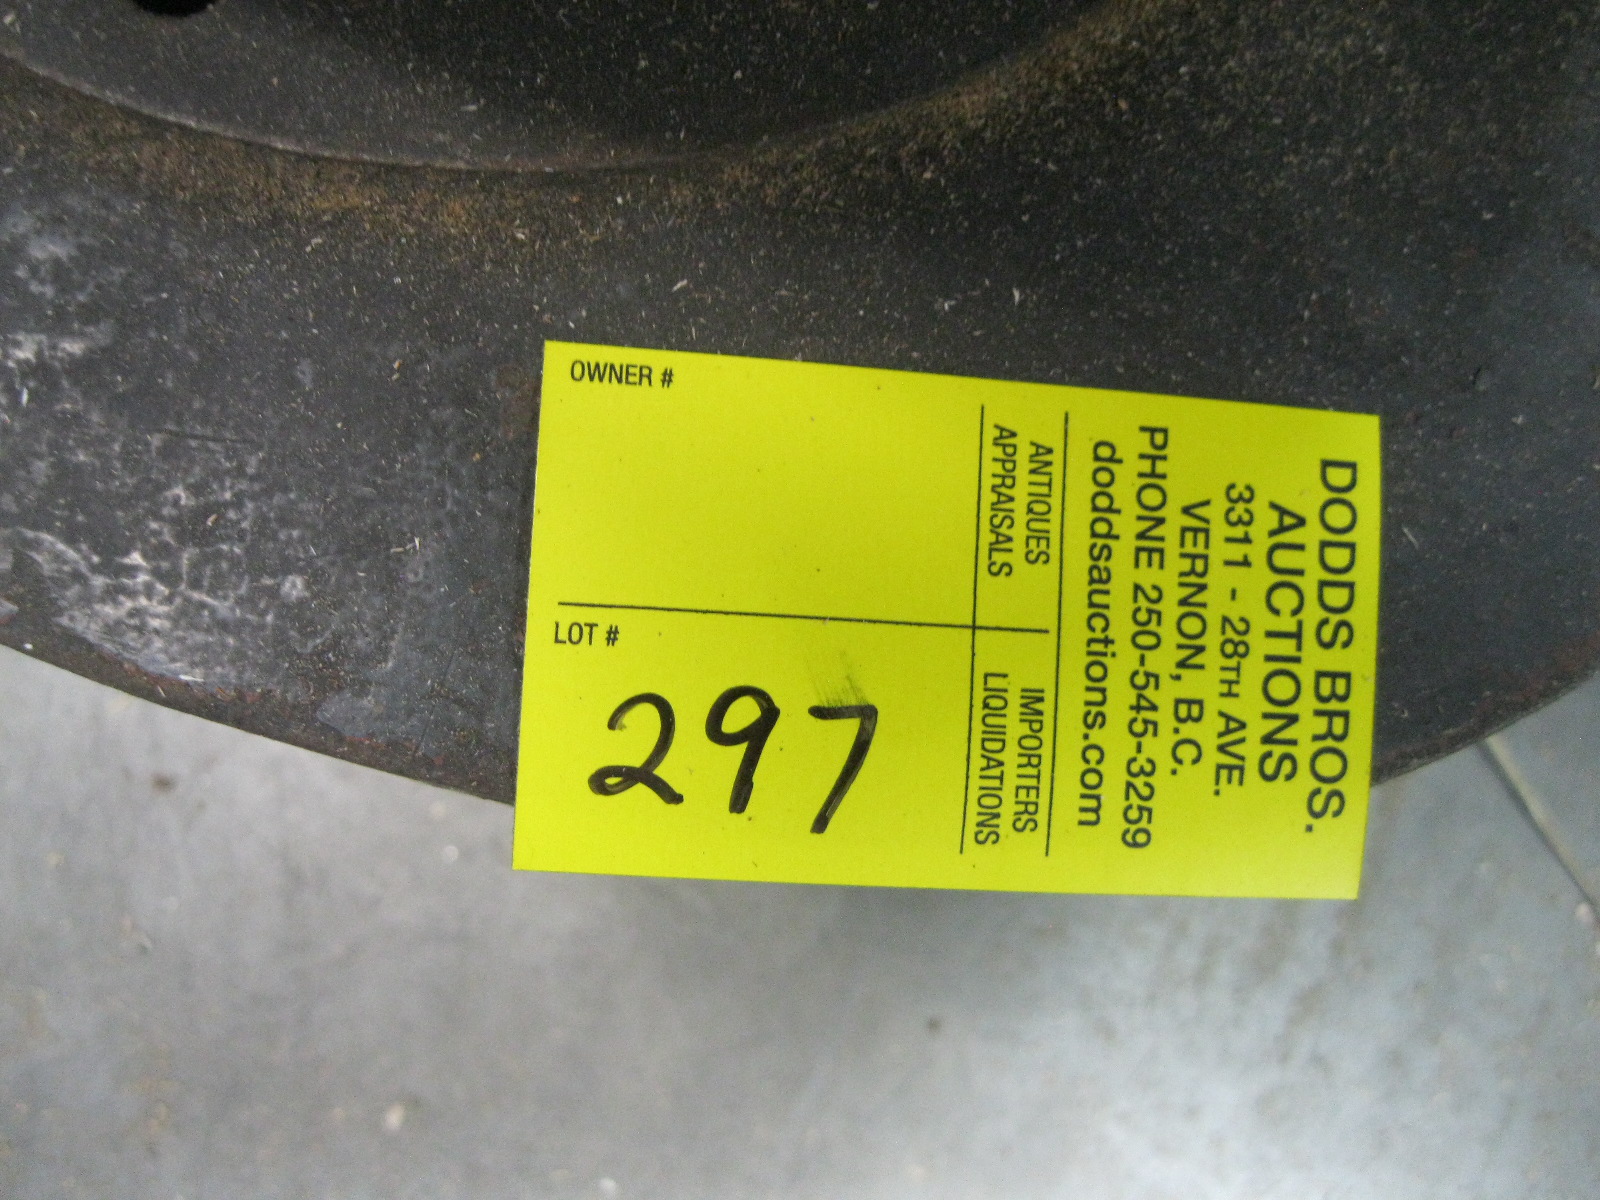 DODDS BROS.
AUCTIONS
3311 - 28TH AVE.
VERNON, B.C.
PHONE 250-545-3259
doddsauctions.com
ANTIQUES
APPRAISALS
IMPORTERS
LIQUIDATIONS
OWNER #
LOT #
297